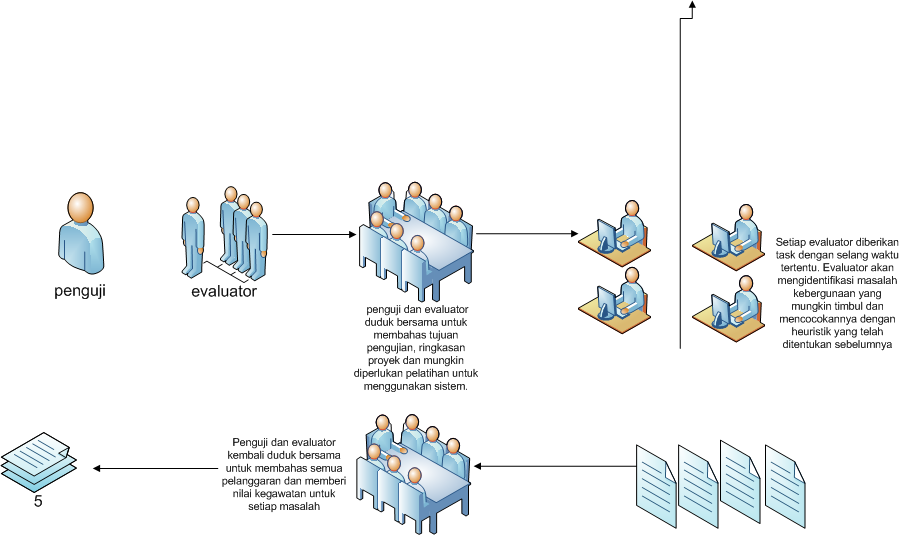 penguji
evaluator
penguji dan evaluator
duduk bersama untuk
membahas tujuan
pengujian, ringkasan
proyek dan mungkin
diperlukan pelatihan untuk
menggunakan sistem.
Setiap evaluator diberikan
task dengan selang waktu
tertentu. Evaluator akan
mengidentifikasi masalah
kebergunaan yang
mungkin timbul dan
mencocokannya dengan
heuristik yang telah
ditentukan sebelumnya
Penguji dan evaluator
kembali duduk bersama
untuk membahas semua
pelanggaran dan memberi
nilai kegawatan untuk
setiap masalah
5